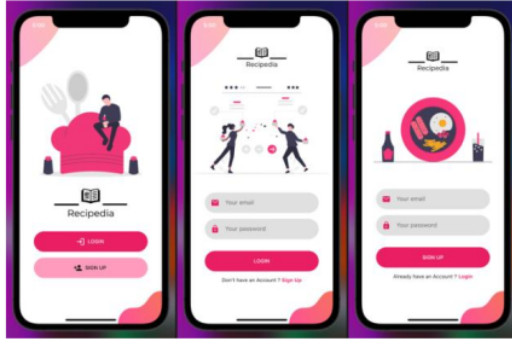 Recipedia
LOGIN
SIGN UP
Recipedia
Your email
Your password
LOGIN
Don't have an Account ? Sign Up
Recipedia
Your email
Your password
SIGN UP
Already have an Account ? Login